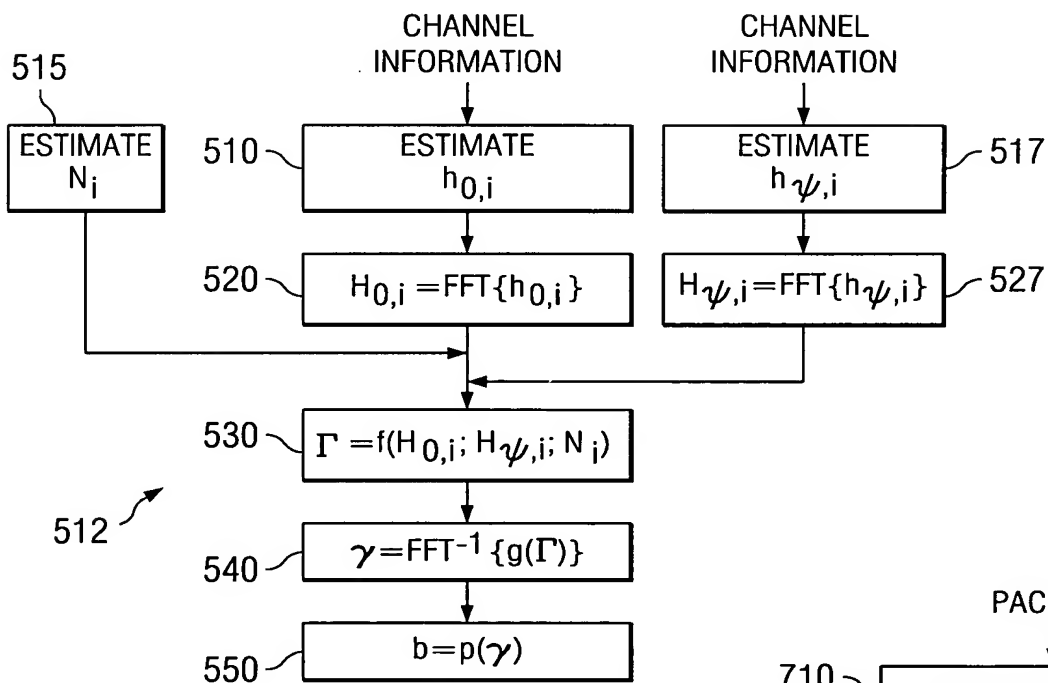 CHANNEL
INFORMATION
CHANNEL
INFORMATION
515
ESTIMATE
Nᵢ
510
ESTIMATE
h₀,ᵢ
ESTIMATE
hψ,ᵢ
517
520
H₀,ᵢ =FFT{h₀,ᵢ}
Hψ,ᵢ=FFT{hψ,ᵢ}
527
530
Γ =f(H₀,ᵢ; Hψ,ᵢ; Nᵢ)
512
540
γ=FFT⁻¹ {g(Γ)}
550
b=p(γ)
PAC
710